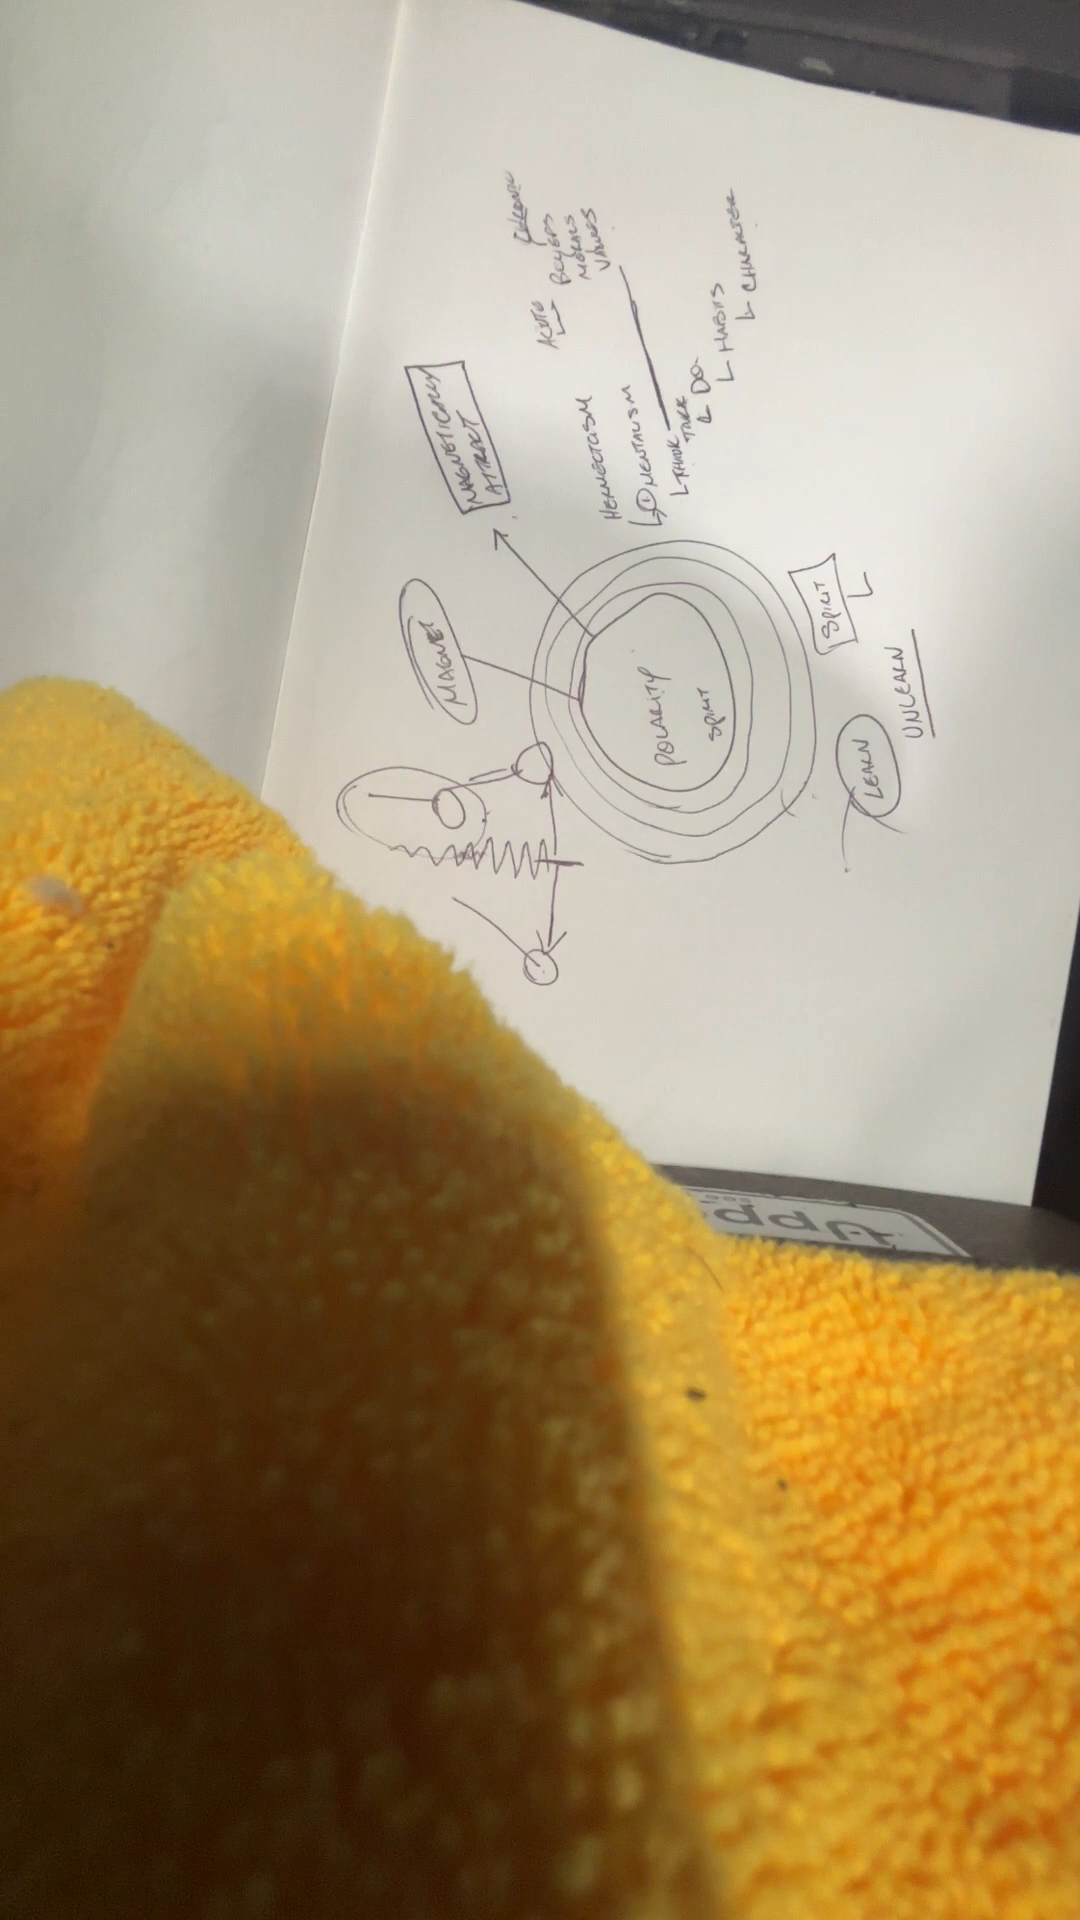 MAGNETICALLY
ATTRACT
MAGNET
ACUTE
BELIEFS
MORALS
VALUES
HERMETICISM
① MENTALISM
THINK
TALK
DO
HABITS
CHARACTER
POLARITY
SPIRIT
SPIRIT
LEARN
UNLEARN